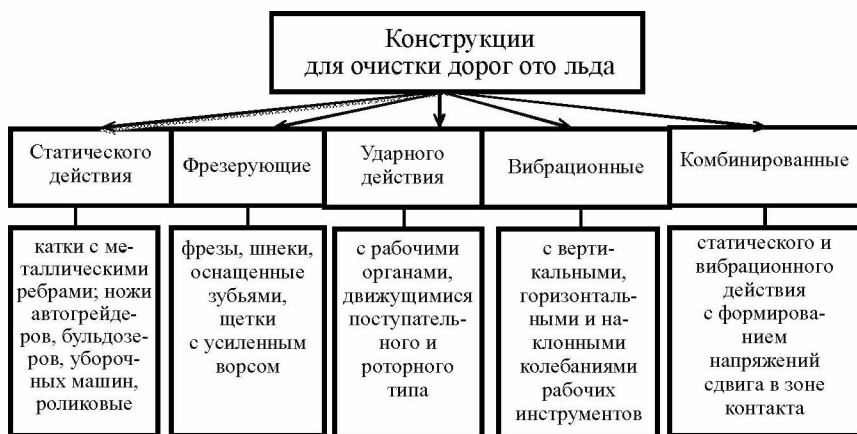 Конструкции
для очистки дорог ото льда
Статического
действия
Фрезерующие
Ударного
действия
Вибрационные
Комбинированные
катки с ме-
таллическими
ребрами; ножи
автогрейде-
ров, бульдозе-
ров, убороч-
ных машин,
роликовые
фрезы, шнеки,
оснащенные
зубьями,
щетки
с усиленным
ворсом
с рабочими
органами,
движущимися
поступатель-
ного и
роторного
типа
с верти-
кальными,
горизонталь-
ными и нак-
лонными
колебаниями
рабочих
инструментов
статического и
вибрационного
действия
с формирова-
нием
напряжений
сдвига в зоне
контакта